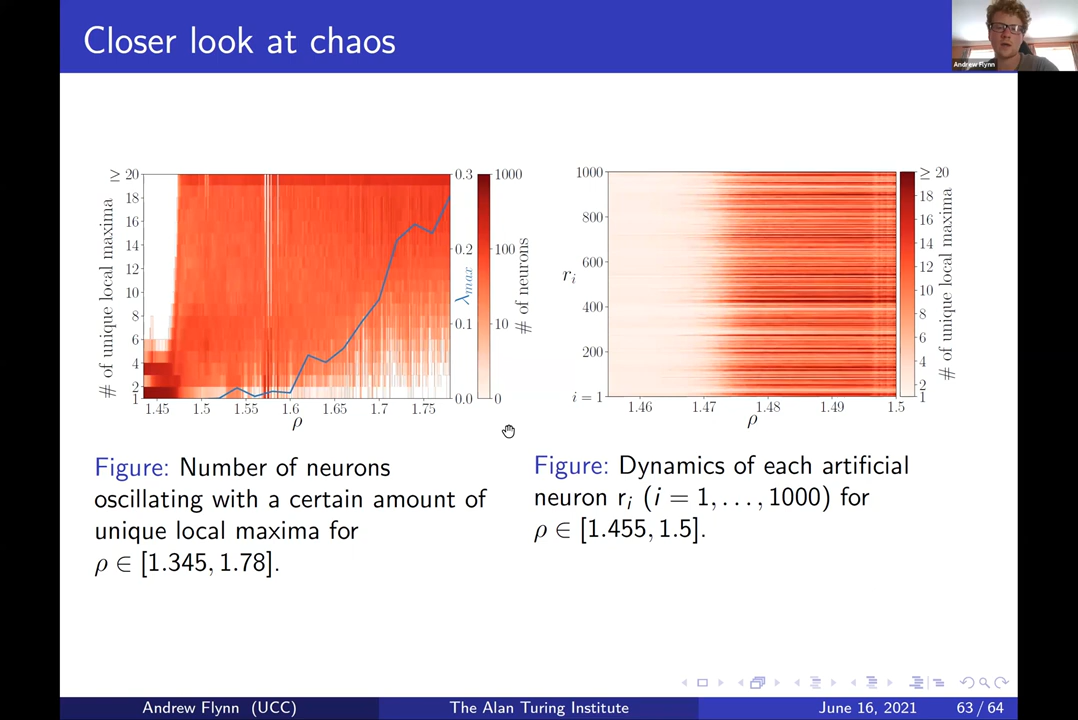 Closer look at chaos
Andrew Flynn
# of unique local maxima
≥ 20
18
16
14
12
10
8
6
4
2
1
1.45
1.5
1.55
1.6
1.65
1.7
1.75
ρ
0.3
0.2
0.1
0.0
λmax
1000
100
10
0
# of neurons
1000
800
600
400
200
i = 1
ri
1.46
1.47
1.48
1.49
1.5
ρ
≥ 20
18
16
14
12
10
8
6
4
2
1
# of unique local maxima
Figure: Number of neurons
oscillating with a certain amount of
unique local maxima for
ρ ∈ [1.345, 1.78].
Figure: Dynamics of each artificial
neuron ri (i = 1, . . . , 1000) for
ρ ∈ [1.455, 1.5].
Andrew Flynn (UCC)
The Alan Turing Institute
June 16, 2021
63 / 64